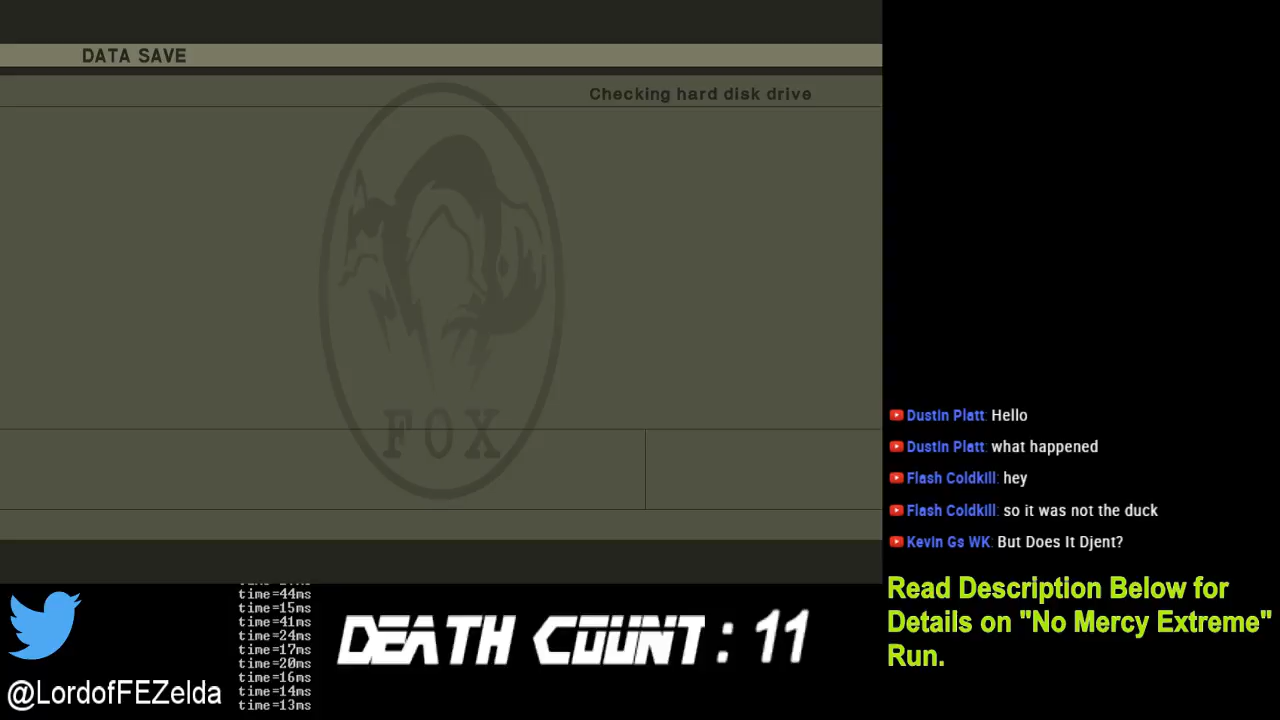 DATA SAVE
Checking hard disk drive
FOX
Dustin Platt: Hello
Dustin Platt: what happened
Flash Coldkill: hey
Flash Coldkill: so it was not the duck
Kevin Gs WK: But Does It Djent?
Read Description Below for
Details on "No Mercy Extreme"
Run.
time=44ms
time=15ms
time=41ms
time=24ms
time=17ms
time=20ms
time=16ms
time=14ms
time=13ms
DEATH COUNT : 11
@LordofFEZelda